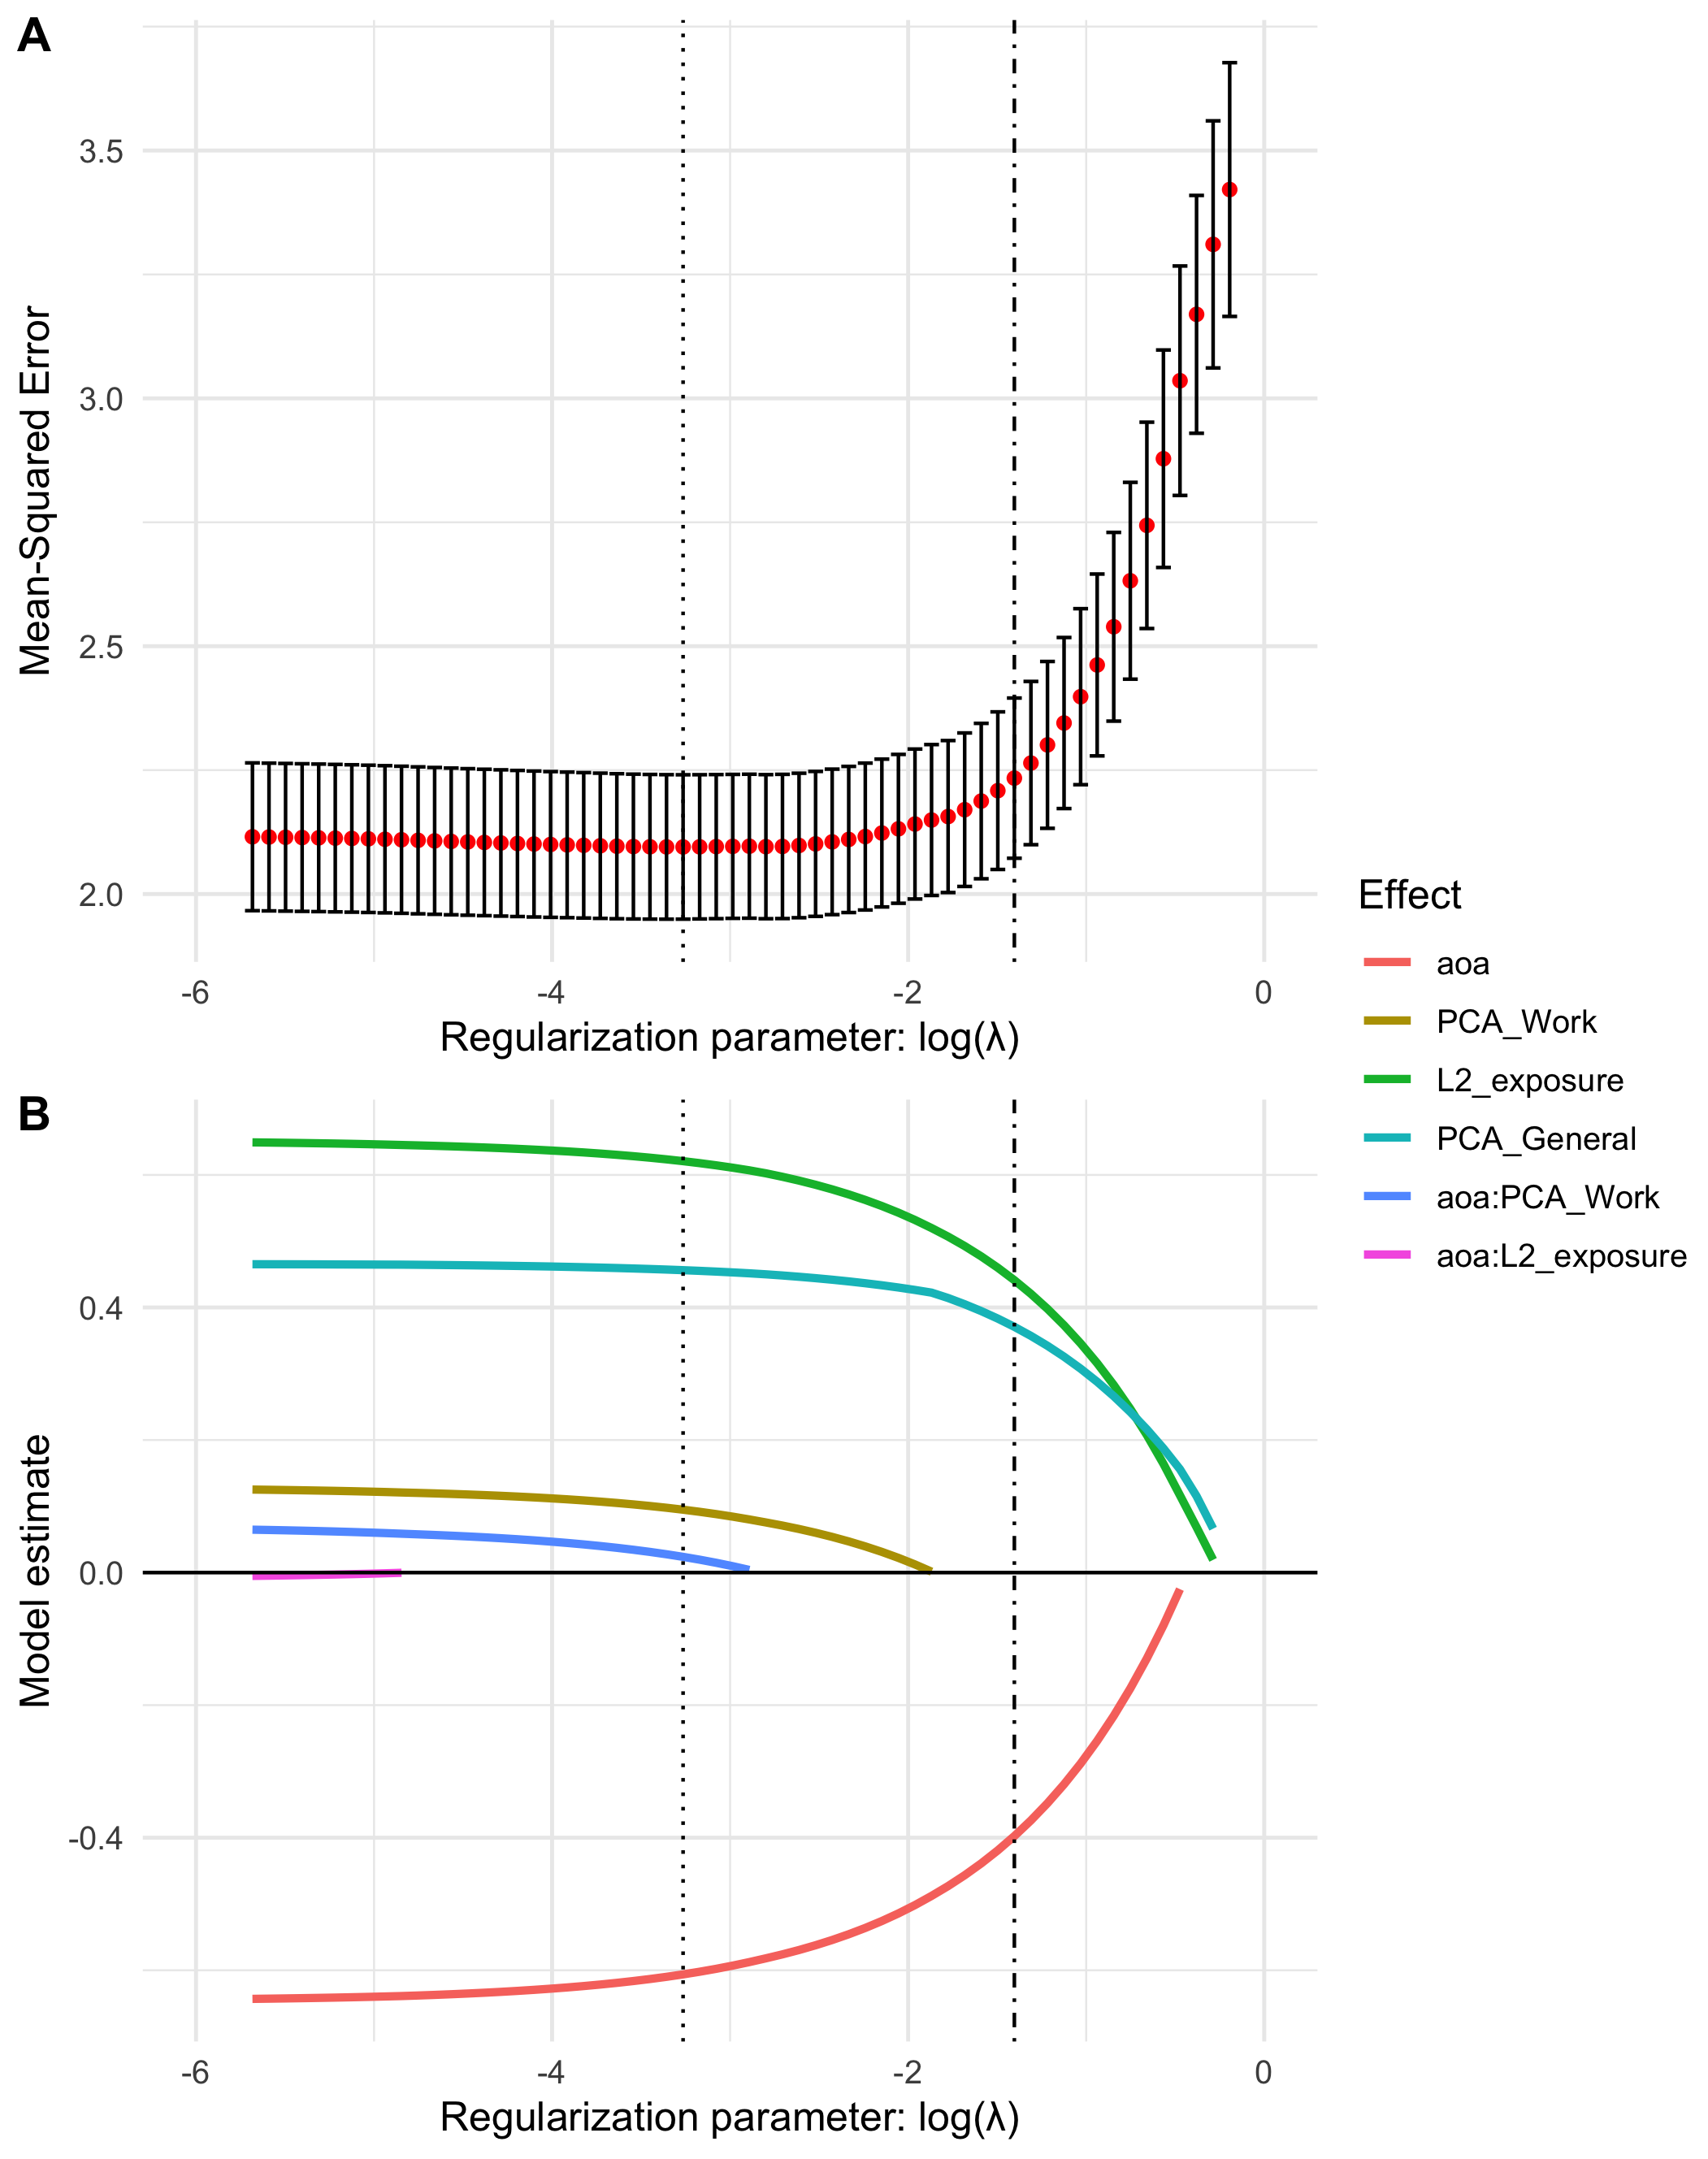 A
3.5
3.0
2.5
2.0
Mean-Squared Error
-6 -4 -2 0
Regularization parameter: log(λ)
B
0.4
0.0
-0.4
Model estimate
-6 -4 -2 0
Regularization parameter: log(λ)
Effect
aoa
PCA_Work
L2_exposure
PCA_General
aoa:PCA_Work
aoa:L2_exposure